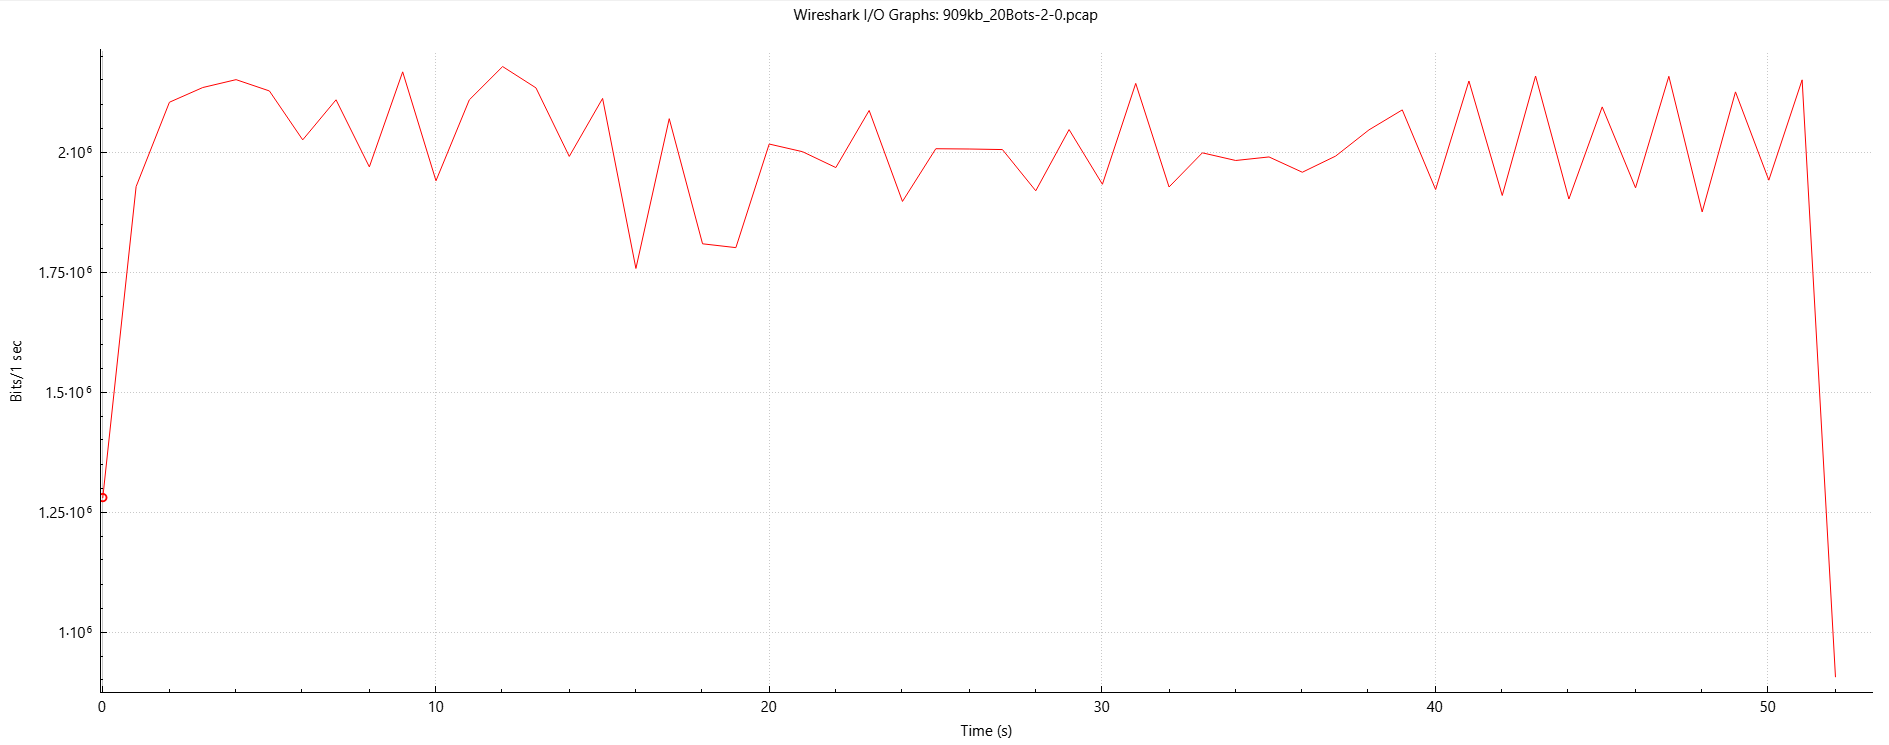 Wireshark I/O Graphs: 909kb_20Bots-2-0.pcap
2·10⁶
1.75·10⁶
1.5·10⁶
1.25·10⁶
1·10⁶
Bits/1 sec
0 10 20 30 40 50
Time (s)